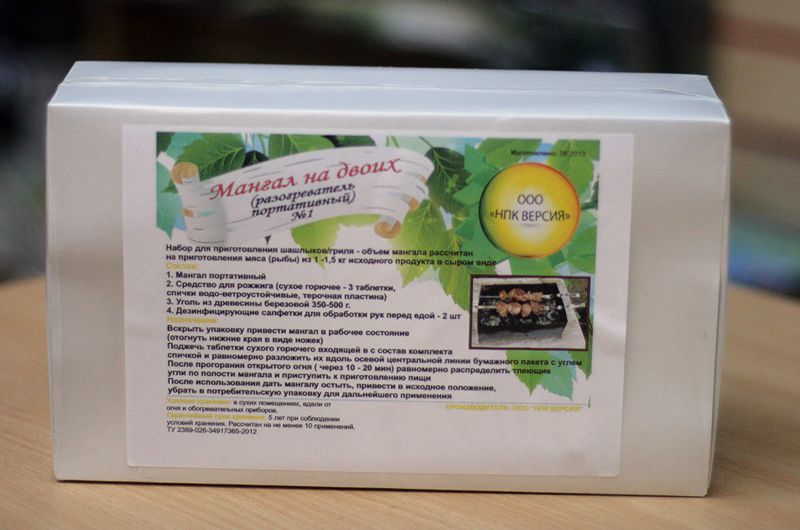 Изготовлено: 08.2013
Мангал на двоих
(разогреватель
портативный)
№1
ООО
«НПК ВЕРСИЯ»
Набор для приготовления шашлыков/гриля - объем мангала рассчитан
на приготовления мяса (рыбы) из 1 -1,5 кг исходного продукта в сыром виде
Состав:
1. Мангал портативный
2. Средство для рожжига (сухое горючее - 3 таблетки,
спички водо-ветроустойчивые, терочная пластина)
3. Уголь из древесины березовой 350-500 г.
4. Дезинфицирующие салфетки для обработки рук перед едой - 2 шт
Назначение:
Вскрыть упаковку привести мангал в рабочее состояние
(отогнуть нижние края в виде ножек)
Поджечь таблетки сухого горючего входящего в с состав комплекта
спичкой и равномерно разложить их вдоль осевой центральной линии бумажного пакета с углем
После прогорания открытого огня ( через 10 - 20 мин) равномерно распределить тлеющие
угли по полости мангала и приступить к приготовлению пищи
После использования дать мангалу остыть, привести в исходное положение,
убрать в потребительскую упаковку для дальнейшего применения
Условия хранения: в сухих помещениях, вдали от
огня и обогревательных приборов.
Гарантийный срок хранения: 5 лет при соблюдении
условий хранения. Рассчитан на не менее 10 применений.
ТУ 2389-026-34917365-2012
ПРОИЗВОДИТЕЛЬ: ООО "НПК ВЕРСИЯ"